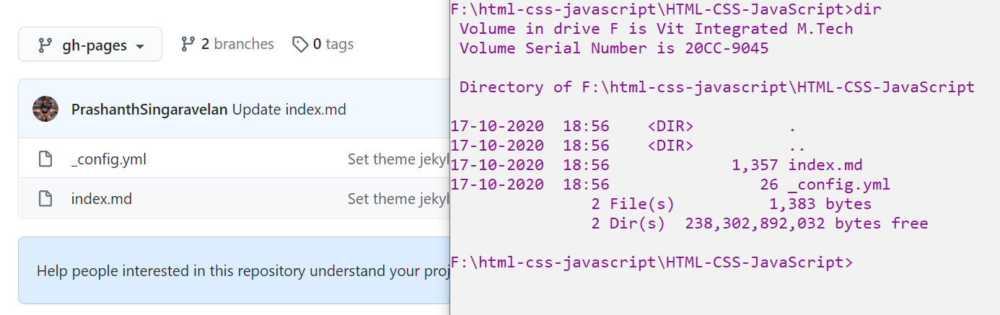 gh-pages
2 branches
0 tags
PrashanthSingaravelan Update index.md
_config.yml
Set theme jekyl
index.md
Set theme jekyl
Help people interested in this repository understand your proj
F:\html-css-javascript\HTML-CSS-JavaScript>dir
 Volume in drive F is Vit Integrated M.Tech
 Volume Serial Number is 20CC-9045
 Directory of F:\html-css-javascript\HTML-CSS-JavaScript
17-10-2020  18:56    <DIR>          .
17-10-2020  18:56    <DIR>          ..
17-10-2020  18:56             1,357 index.md
17-10-2020  18:56                26 _config.yml
               2 File(s)          1,383 bytes
               2 Dir(s)  238,302,892,032 bytes free
F:\html-css-javascript\HTML-CSS-JavaScript>